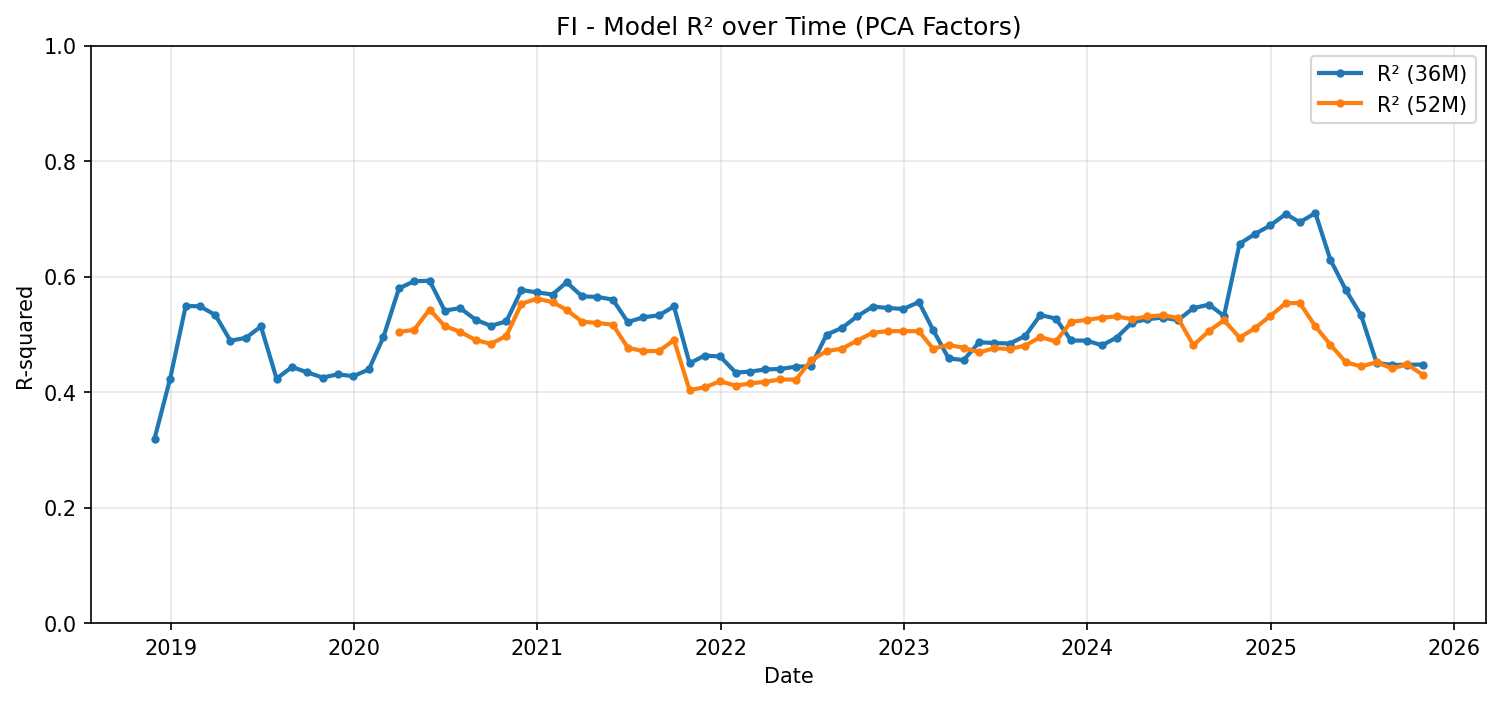 FI - Model R² over Time (PCA Factors)
R² (36M)
R² (52M)
R-squared
1.0
0.8
0.6
0.4
0.2
0.0
2019 2020 2021 2022 2023 2024 2025 2026
Date